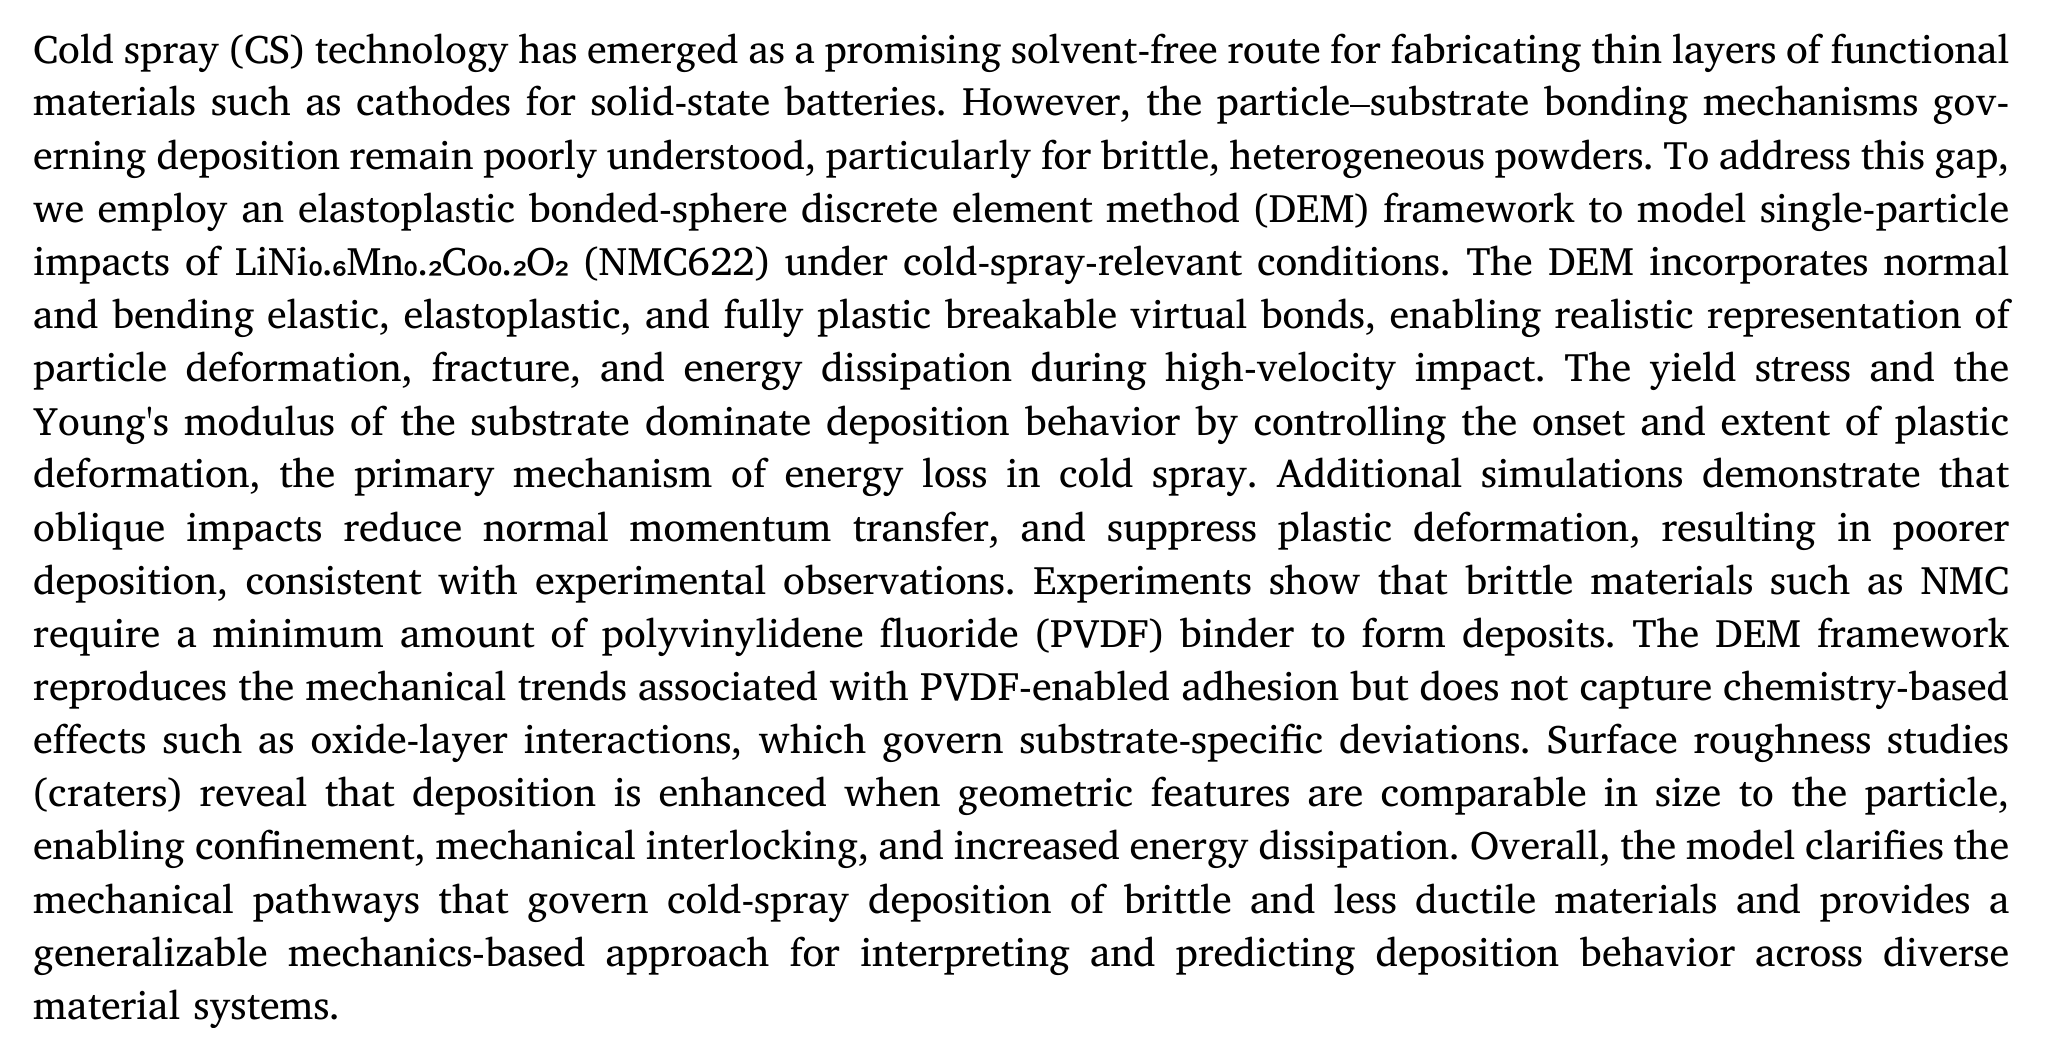 Cold spray (CS) technology has emerged as a promising solvent-free route for fabricating thin layers of functional
materials such as cathodes for solid-state batteries. However, the particle–substrate bonding mechanisms gov-
erning deposition remain poorly understood, particularly for brittle, heterogeneous powders. To address this gap,
we employ an elastoplastic bonded-sphere discrete element method (DEM) framework to model single-particle
impacts of LiNi₀.₆Mn₀.₂Co₀.₂O₂ (NMC622) under cold-spray-relevant conditions. The DEM incorporates normal
and bending elastic, elastoplastic, and fully plastic breakable virtual bonds, enabling realistic representation of
particle deformation, fracture, and energy dissipation during high-velocity impact. The yield stress and the
Young's modulus of the substrate dominate deposition behavior by controlling the onset and extent of plastic
deformation, the primary mechanism of energy loss in cold spray. Additional simulations demonstrate that
oblique impacts reduce normal momentum transfer, and suppress plastic deformation, resulting in poorer
deposition, consistent with experimental observations. Experiments show that brittle materials such as NMC
require a minimum amount of polyvinylidene fluoride (PVDF) binder to form deposits. The DEM framework
reproduces the mechanical trends associated with PVDF-enabled adhesion but does not capture chemistry-based
effects such as oxide-layer interactions, which govern substrate-specific deviations. Surface roughness studies
(craters) reveal that deposition is enhanced when geometric features are comparable in size to the particle,
enabling confinement, mechanical interlocking, and increased energy dissipation. Overall, the model clarifies the
mechanical pathways that govern cold-spray deposition of brittle and less ductile materials and provides a
generalizable mechanics-based approach for interpreting and predicting deposition behavior across diverse
material systems.